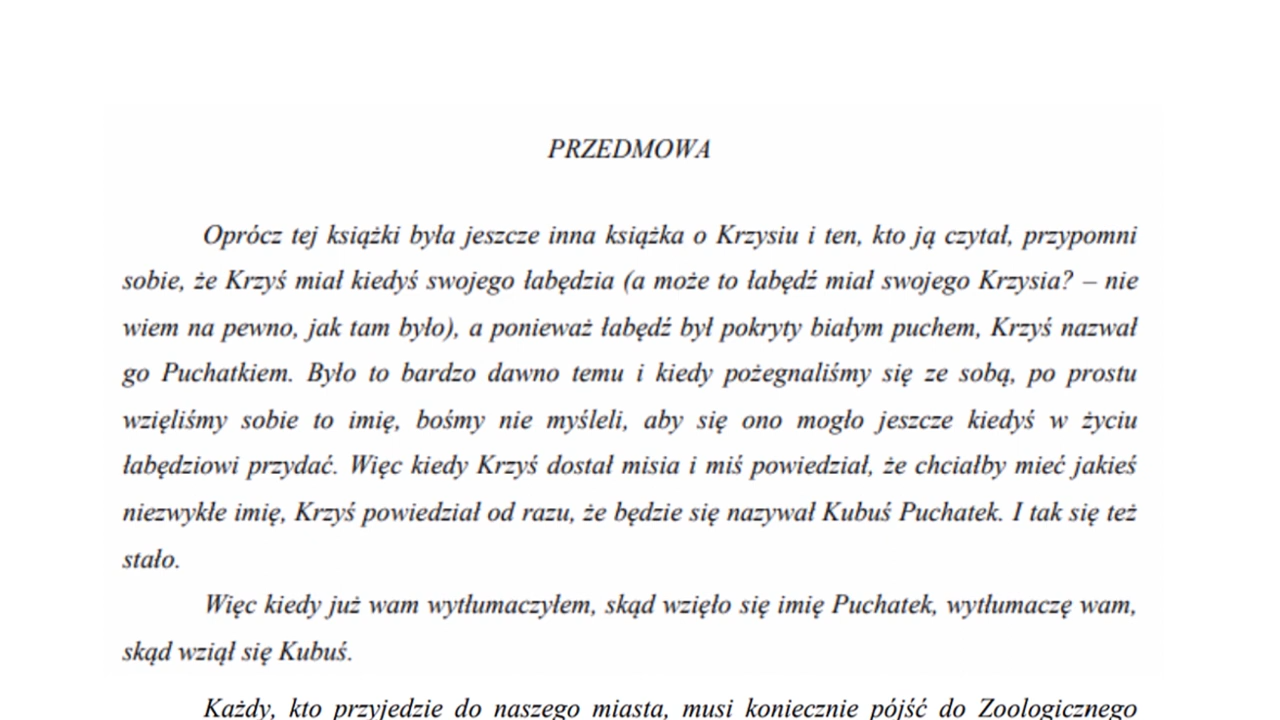 PRZEDMOWA
Oprócz tej książki była jeszcze inna książka o Krzysiu i ten, kto ją czytał, przypomni
sobie, że Krzyś miał kiedyś swojego łabędzia (a może to łabędź miał swojego Krzysia? – nie
wiem na pewno, jak tam było), a ponieważ łabędź był pokryty białym puchem, Krzyś nazwał
go Puchatkiem. Było to bardzo dawno temu i kiedy pożegnaliśmy się ze sobą, po prostu
wzięliśmy sobie to imię, bośmy nie myśleli, aby się ono mogło jeszcze kiedyś w życiu
łabędziowi przydać. Więc kiedy Krzyś dostał misia i miś powiedział, że chciałby mieć jakieś
niezwykłe imię, Krzyś powiedział od razu, że będzie się nazywał Kubuś Puchatek. I tak się też
stało.
Więc kiedy już wam wytłumaczyłem, skąd wzięło się imię Puchatek, wytłumaczę wam,
skąd wziął się Kubuś.
Każdy, kto przyjedzie do naszego miasta, musi koniecznie pójść do Zoologicznego